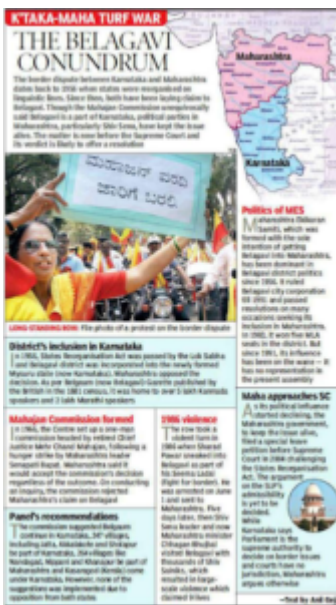 K'TAKA-MAHA TURF WAR
THE BELAGAVI
CONUNDRUM
The border dispute between Karnataka and Maharashtra
dates back to 1956 when states were reorganised on
linguistic lines. Since then, both have been laying claim to
Belagavi. Though the Mahajan Commission unequivocally
said Belagavi is a part of Karnataka, political parties in
Maharashtra, particularly Shiv Sena, have kept the issue
alive. The matter is now before the Supreme Court and
its verdict is likely to offer a resolution
Maharashtra
Karnataka
ಮಹಾಜನ್ ವರದಿ
ಜಾರಿಗೆ ಬರಲಿ
LONG-STANDING ROW: File photo of a protest on the border dispute
District's inclusion in Karnataka
In 1956, States Reorganisation Act was passed by the Lok Sabha
and Belagavi district was incorporated into the newly formed
Mysuru state (now Karnataka). Maharashtra opposed the
decision. As per Belgaum (now Belagavi) Gazette published by
the British in the 1881 census, it was home to over 5 lakh Kannada
speakers and 2 lakh Marathi speakers
Mahajan Commission formed
In 1966, the Centre set up a one-man
commission headed by retired Chief
Justice Mehr Chand Mahajan, following a
hunger strike by Maharashtra leader
Senapati Bapat. Maharashtra said it
would accept the commission's decision
regardless of the outcome. On conducting
an inquiry, the commission rejected
Maharashtra's claim on Belagavi
Panel's recommendations
The commission suggested Belgaum
continue in Karnataka. 247 villages,
including Jatta, Akkalakote and Sholapur
be part of Karnataka, 264 villages like
Nandagad, Nippani and Khanapur be part of
Maharashtra and Kasaragod (Kerala) come
under Karnataka. However, none of the
suggestions was implemented due to
opposition from both states
1986 violence
The row took a
violent turn in
1986 when Sharad
Pawar sneaked into
Belagavi as part of
his Seema Ladai
(fight for border). He
was arrested on June
1 and sent to
Maharashtra. Five
days later, then Shiv
Sena leader and now
Maharashtra minister
Chhagan Bhujbal
visited Belagavi with
thousands of Shiv
Sainiks, which
resulted in large-
scale violence which
claimed 9 lives
Politics of MES
Maharashtra Ekikaran
Samiti, which was
formed with the sole
intention of getting
Belagavi into Maharashtra,
has been dominant in
Belagavi district politics
since 1956. It ruled
Belagavi city corporation
till 1991 and passed
resolutions on many
occasions seeking its
inclusion in Maharashtra.
It won five MLA
seats in the district. But
since 1991, its influence
has been on the wane — it
has no representation in
the present assembly
Maha approaches SC
As its political influence
started declining, the
Maharashtra government,
to keep the issue alive,
filed a special leave
petition before Supreme
Court in 2004 challenging
the States Reorganisation
Act. The argument
on the SLP's
admissibility
is yet to be
decided.
While
Karnataka says
Parliament is the
supreme authority to
decide on border issues
and courts have no
jurisdiction, Maharashtra
argues otherwise